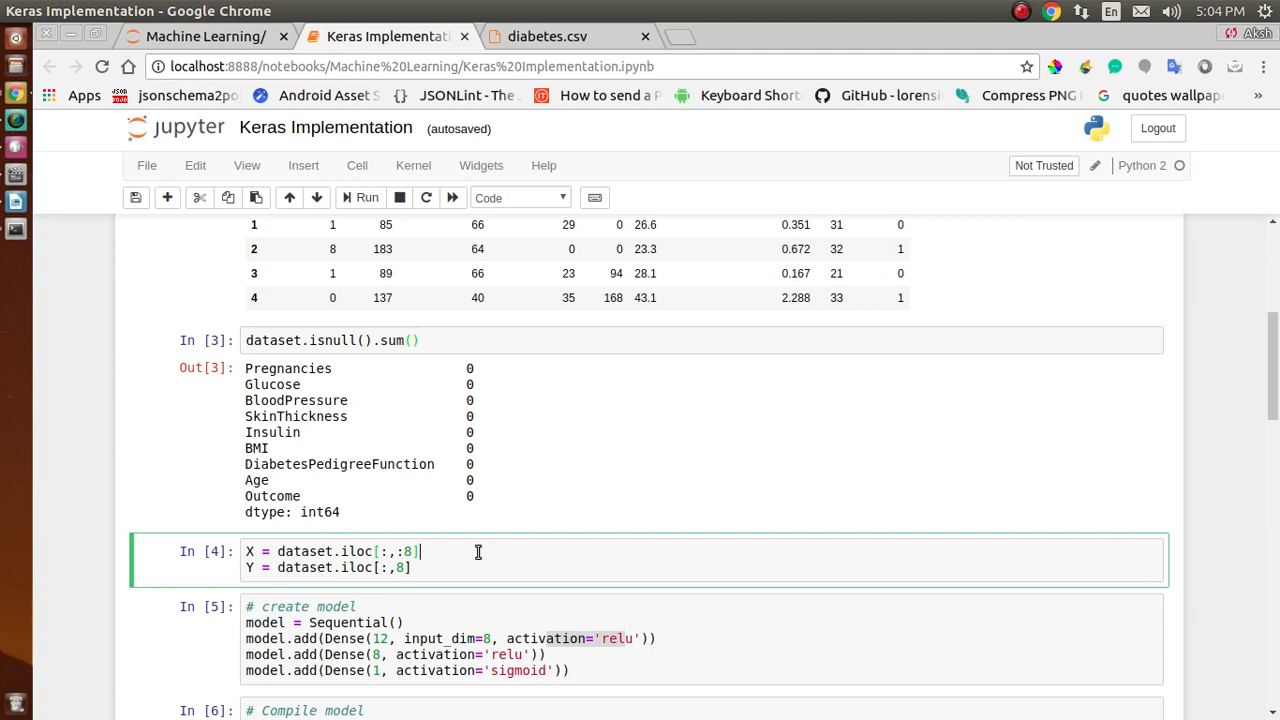 Keras Implementation - Google Chrome
En
5:04 PM
Machine Learning/
Keras Implementati
diabetes.csv
Aksh
localhost:8888/notebooks/Machine%20Learning/Keras%20Implementation.ipynb
Apps
jsonschema2po
Android Asset S
JSONLint - The
How to send a P
Keyword Short
GitHub - lorensi
Compress PNG
quotes wallpap
»
jupyter Keras Implementation (autosaved)
Logout
File Edit View Insert Cell Kernel Widgets Help
Not Trusted
Python 2
Run
Code
1 1 85 66 29 0 26.6 0.351 31 0
2 8 183 64 0 0 23.3 0.672 32 1
3 1 89 66 23 94 28.1 0.167 21 0
4 0 137 40 35 168 43.1 2.288 33 1
In [3]: dataset.isnull().sum()
Out[3]: Pregnancies 0
Glucose 0
BloodPressure 0
SkinThickness 0
Insulin 0
BMI 0
DiabetesPedigreeFunction 0
Age 0
Outcome 0
dtype: int64
In [4]: X = dataset.iloc[:,:8]
Y = dataset.iloc[:,8]
In [5]: # create model
model = Sequential()
model.add(Dense(12, input_dim=8, activation='relu'))
model.add(Dense(8, activation='relu'))
model.add(Dense(1, activation='sigmoid'))
In [6]: # Compile model